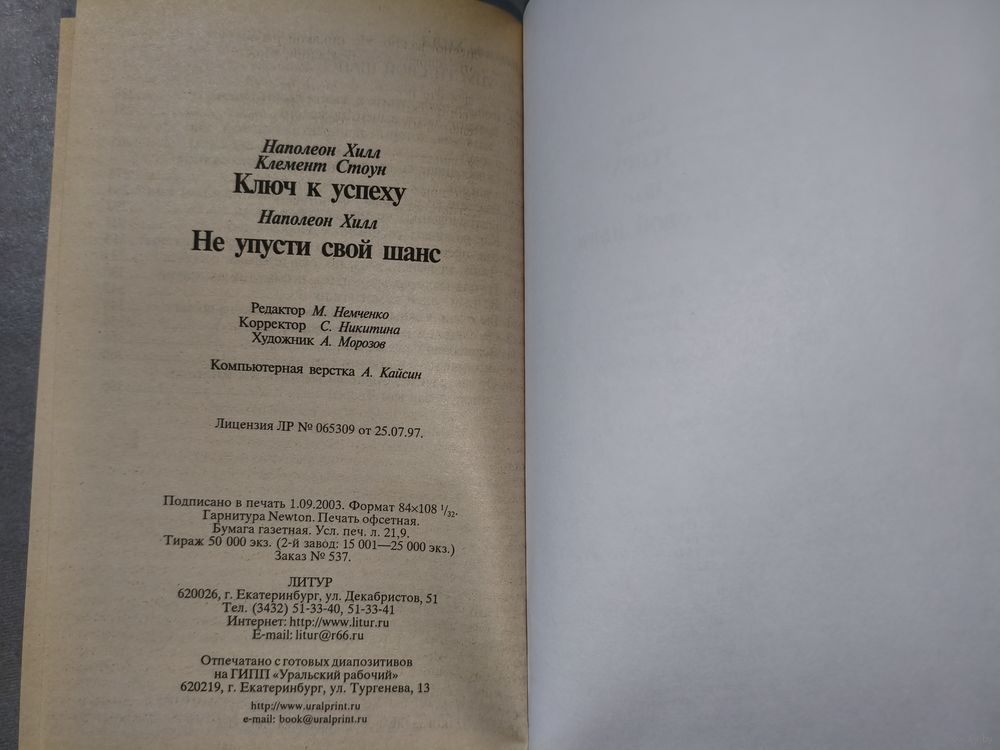 Наполеон Хилл
Клемент Стоун
Ключ к успеху
Наполеон Хилл
Не упусти свой шанс
Редактор М. Немченко
Корректор С. Никитина
Художник А. Морозов
Компьютерная верстка А. Кайсин
Лицензия ЛР № 065309 от 25.07.97.
Подписано в печать 1.09.2003. Формат 84×108 1/32.
Гарнитура Newton. Печать офсетная.
Бумага газетная. Усл. печ. л. 21,9.
Тираж 50 000 экз. (2-й завод: 15 001—25 000 экз.)
Заказ № 537.
ЛИТУР
620026, г. Екатеринбург, ул. Декабристов, 51
Тел. (3432) 51-33-40, 51-33-41
Интернет: http://www.litur.ru
E-mail: litur@r66.ru
Отпечатано с готовых диапозитивов
на ГИПП «Уральский рабочий»
620219, г. Екатеринбург, ул. Тургенева, 13
http://www.uralprint.ru
e-mail: book@uralprint.ru